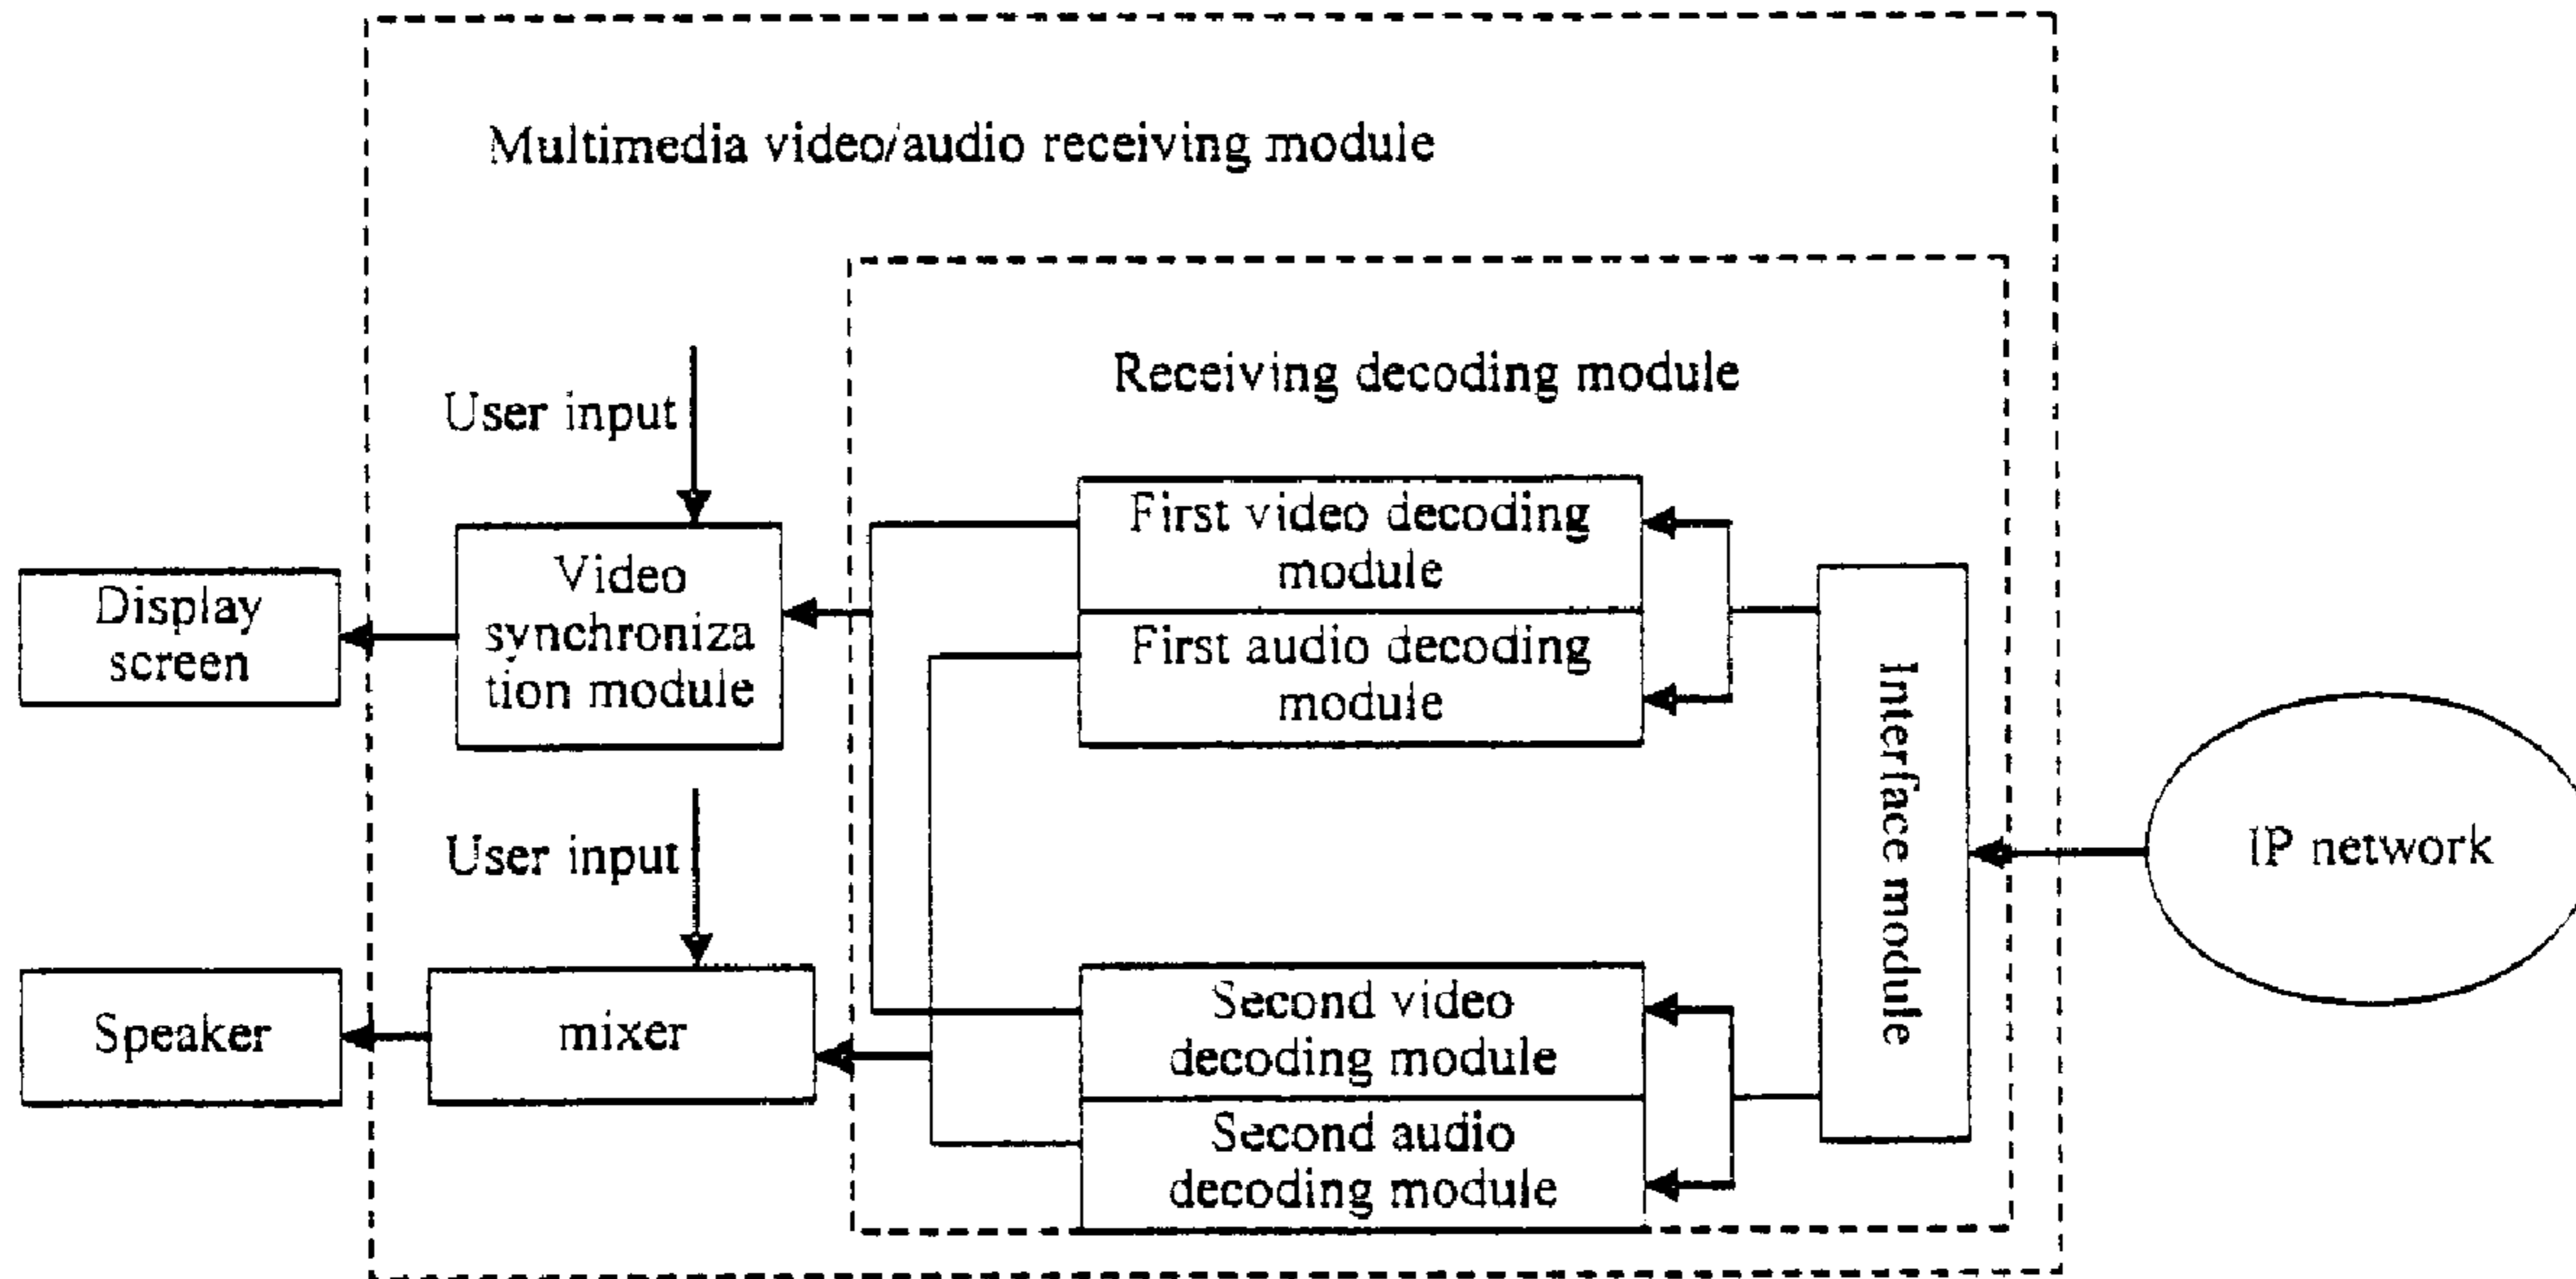 Multimedia video/audio receiving module
Receiving decoding module
User input
First video decoding
module
First audio decoding
module
Video
synchroniza
tion module
Display
screen
Interface module
IP network
User input
Second video
decoding module
Second audio
decoding module
mixer
Speaker